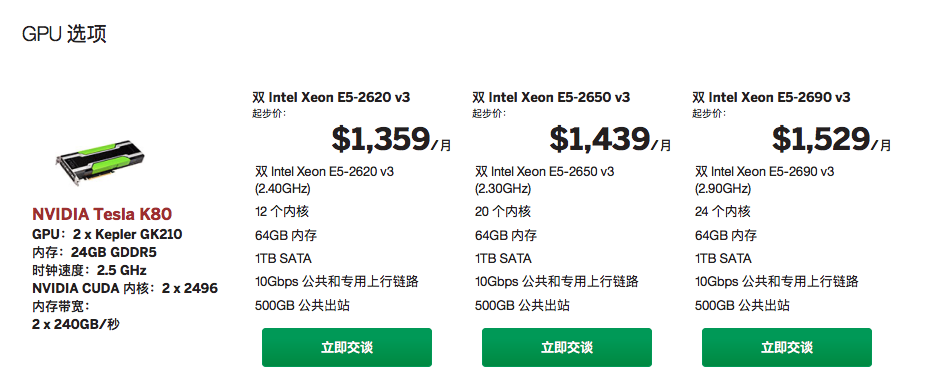 GPU 选项
NVIDIA Tesla K80
GPU：2 x Kepler GK210
内存：24GB GDDR5
时钟速度：2.5 GHz
NVIDIA CUDA 内核：2 x 2496
内存带宽：
2 x 240GB/秒
双 Intel Xeon E5-2620 v3
起步价：
$1,359/月
双 Intel Xeon E5-2620 v3
(2.40GHz)
12 个内核
64GB 内存
1TB SATA
10Gbps 公共和专用上行链路
500GB 公共出站
立即交谈
双 Intel Xeon E5-2650 v3
起步价：
$1,439/月
双 Intel Xeon E5-2650 v3
(2.30GHz)
20 个内核
64GB 内存
1TB SATA
10Gbps 公共和专用上行链路
500GB 公共出站
立即交谈
双 Intel Xeon E5-2690 v3
起步价：
$1,529/月
双 Intel Xeon E5-2690 v3
(2.90GHz)
24 个内核
64GB 内存
1TB SATA
10Gbps 公共和专用上行链路
500GB 公共出站
立即交谈